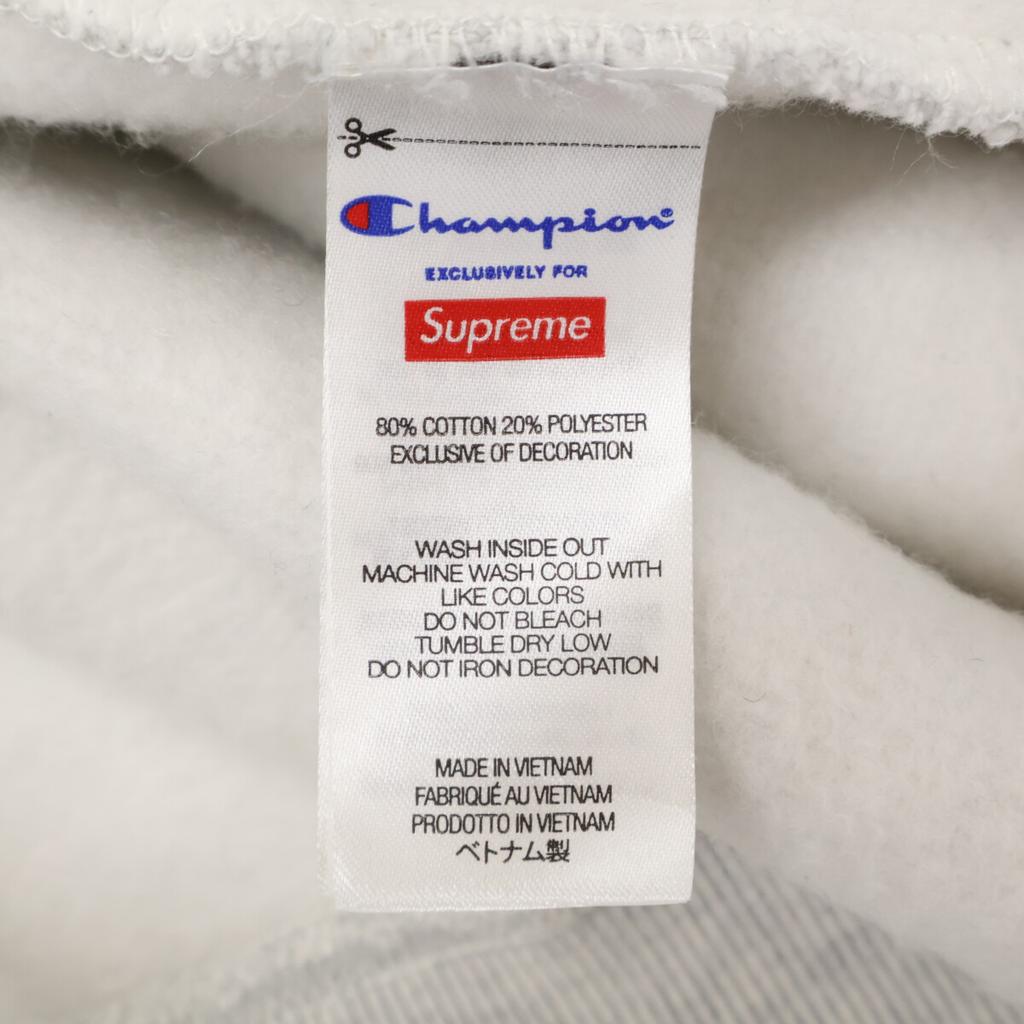 Champion®
EXCLUSIVELY FOR
Supreme
80% COTTON 20% POLYESTER
EXCLUSIVE OF DECORATION
WASH INSIDE OUT
MACHINE WASH COLD WITH
LIKE COLORS
DO NOT BLEACH
TUMBLE DRY LOW
DO NOT IRON DECORATION
MADE IN VIETNAM
FABRIQUÉ AU VIETNAM
PRODOTTO IN VIETNAM
ベトナム製